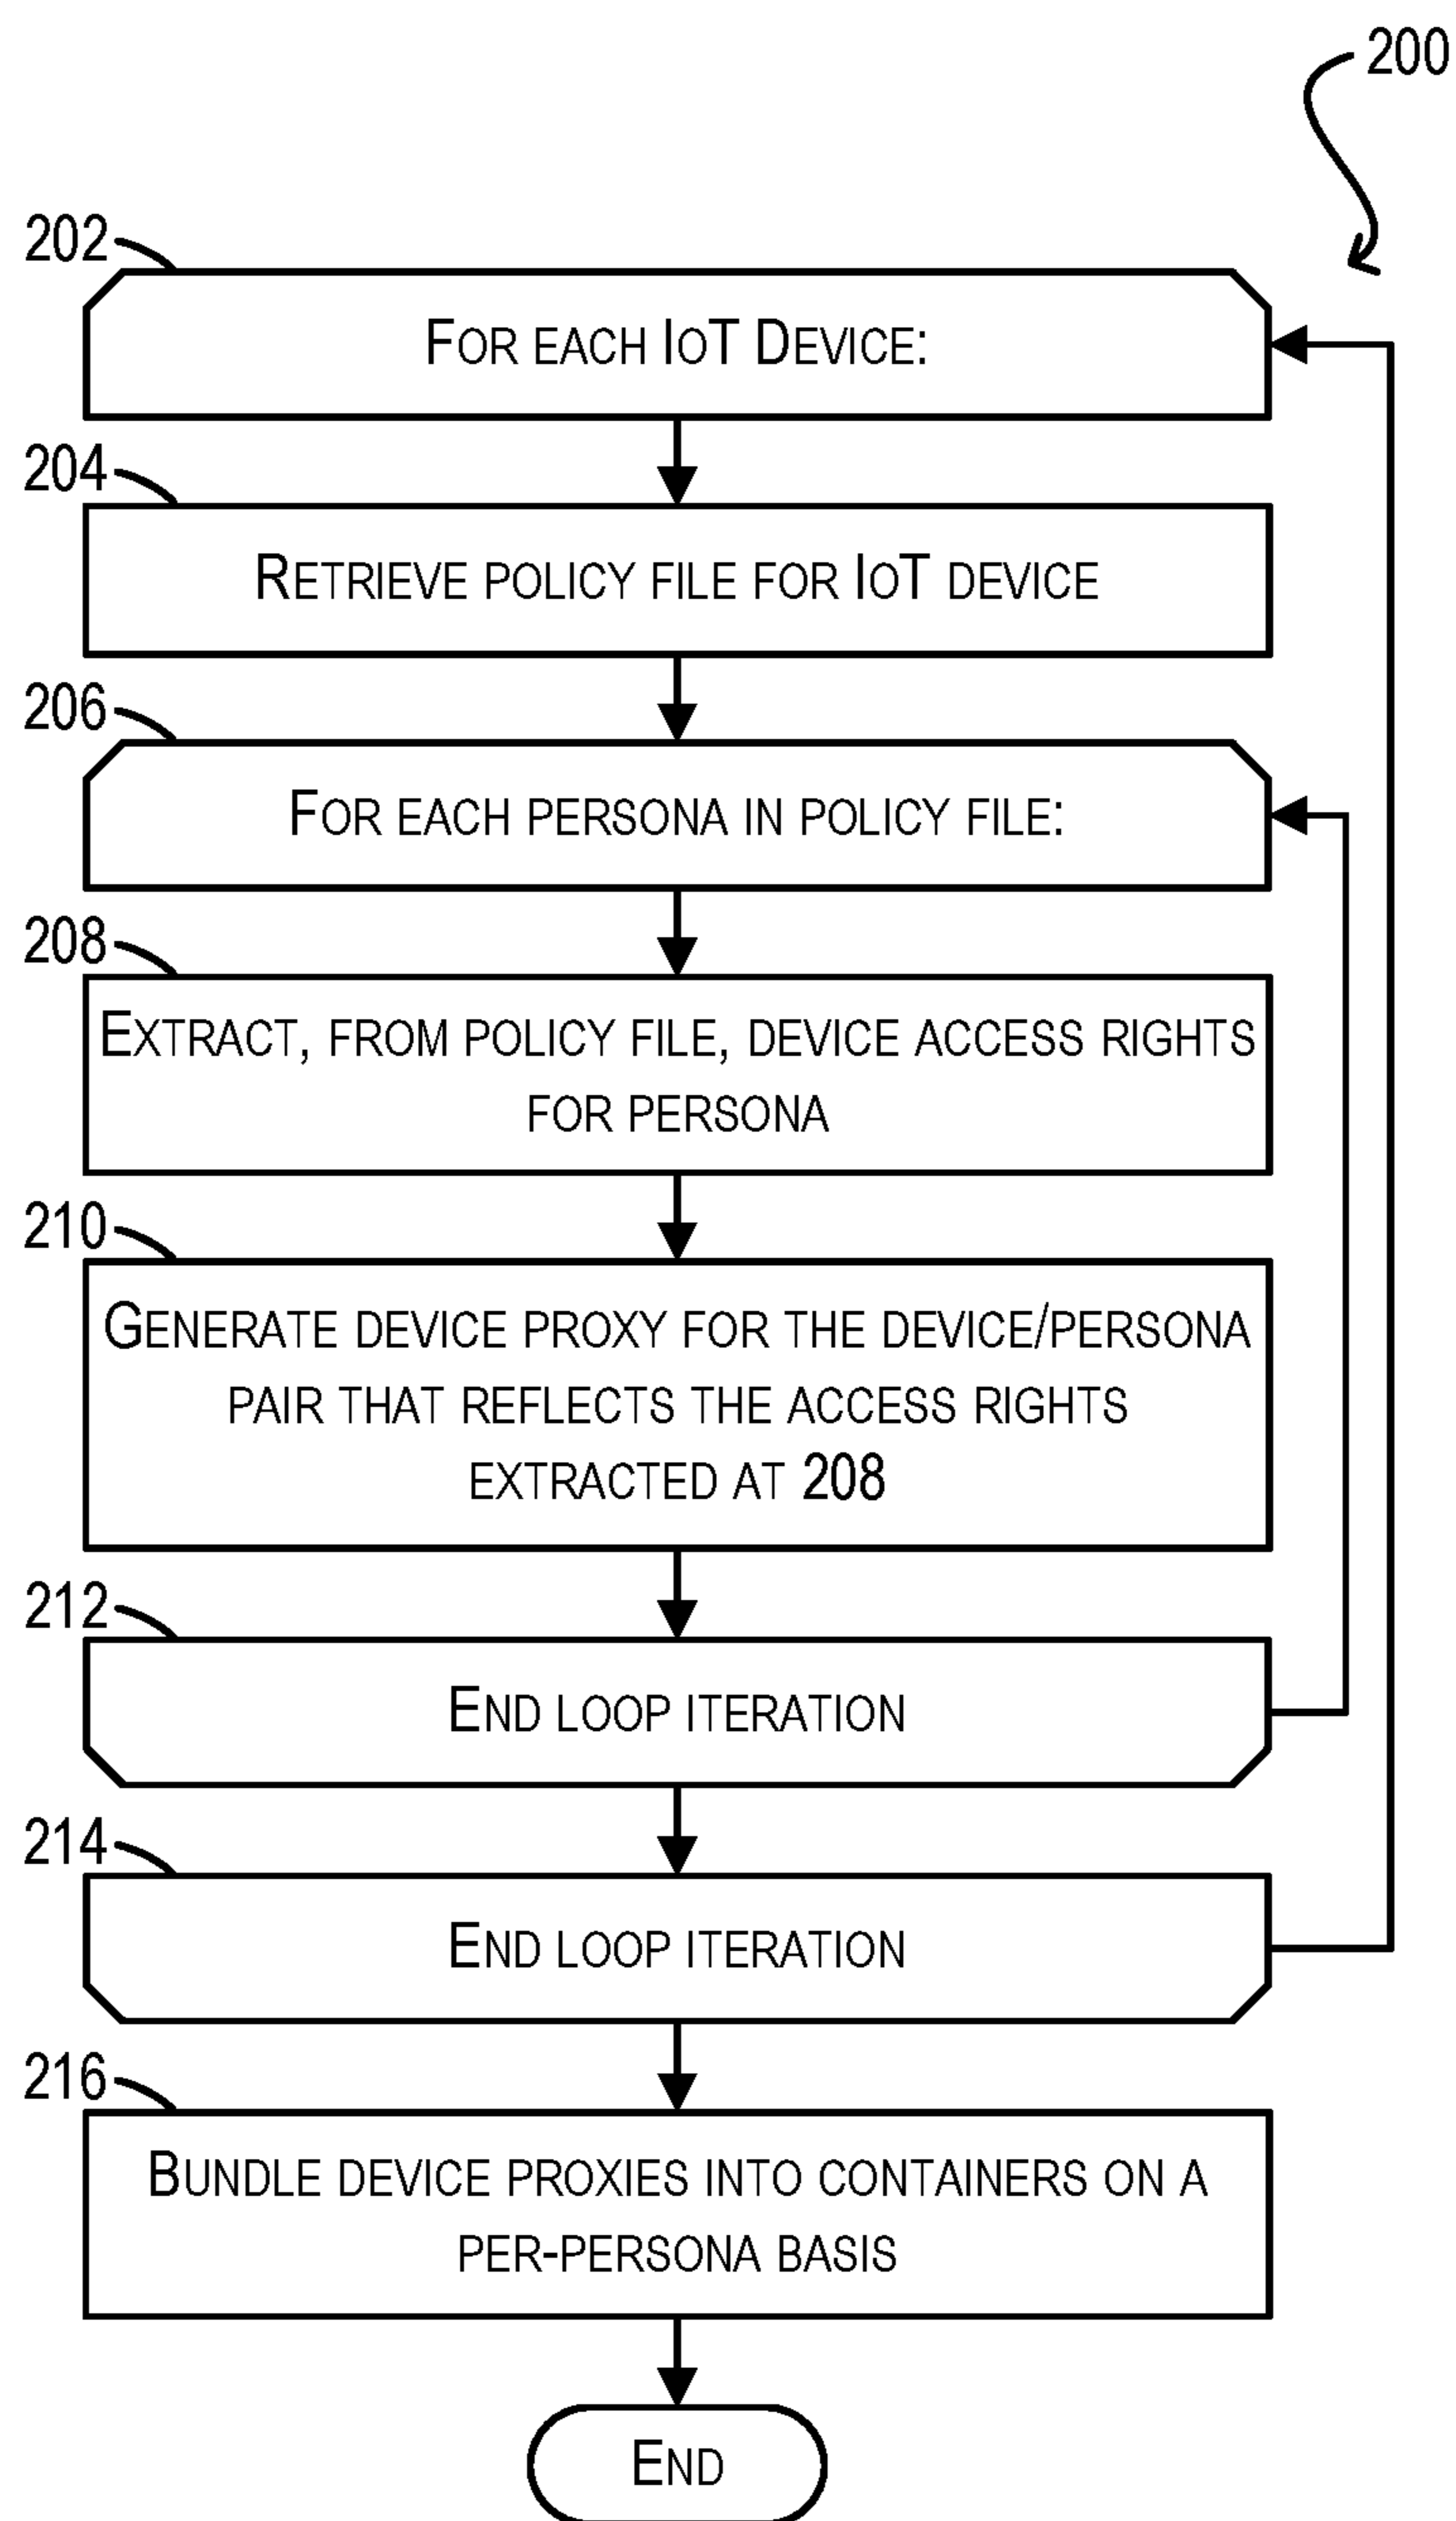 200
202
FOR EACH IOT DEVICE:
204
RETRIEVE POLICY FILE FOR IOT DEVICE
206
FOR EACH PERSONA IN POLICY FILE:
208
EXTRACT, FROM POLICY FILE, DEVICE ACCESS RIGHTS
FOR PERSONA
210
GENERATE DEVICE PROXY FOR THE DEVICE/PERSONA
PAIR THAT REFLECTS THE ACCESS RIGHTS
EXTRACTED AT 208
212
END LOOP ITERATION
214
END LOOP ITERATION
216
BUNDLE DEVICE PROXIES INTO CONTAINERS ON A
PER-PERSONA BASIS
END